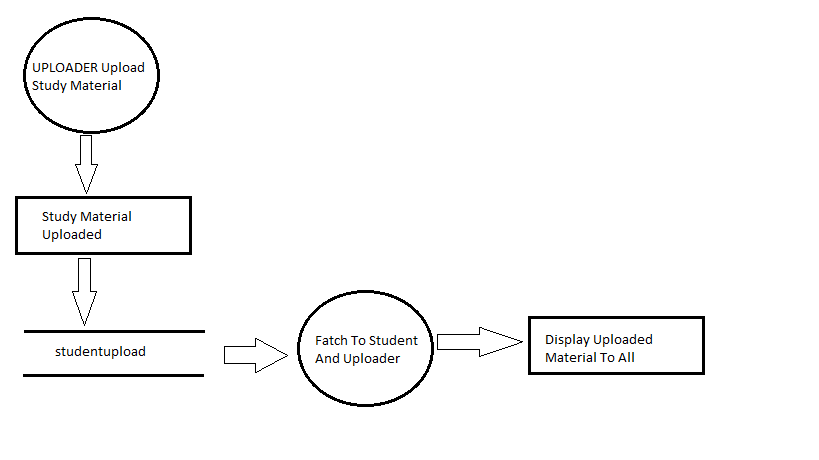 UPLOADER Upload
Study Material
Study Material
Uploaded
studentupload
Fatch To Student
And Uploader
Display Uploaded
Material To All